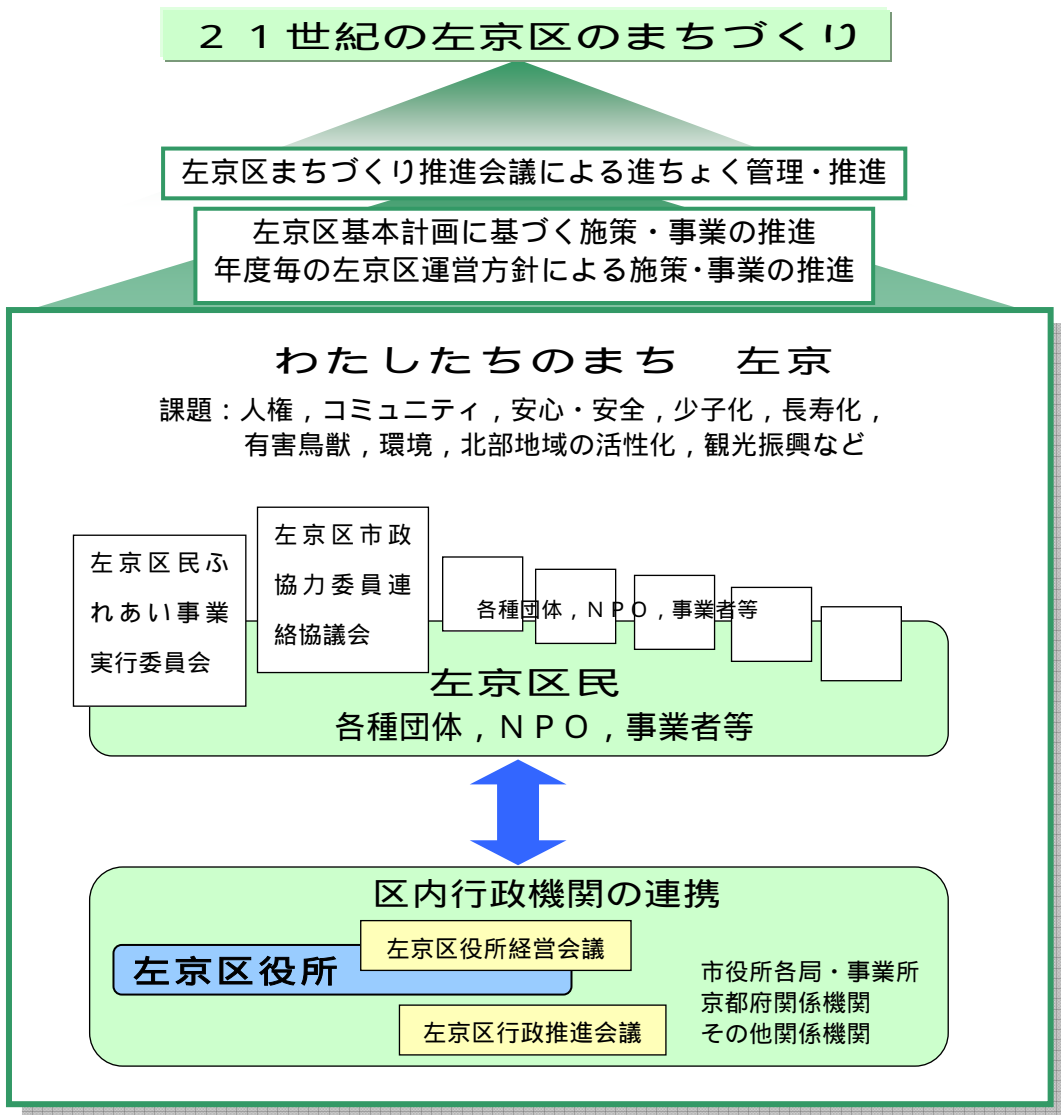 ２１世紀の左京区のまちづくり
左京区まちづくり推進会議による進ちょく管理・推進
左京区基本計画に基づく施策・事業の推進
年度毎の左京区運営方針による施策・事業の推進
わたしたちのまち　左京
課題：人権，コミュニティ，安心・安全，少子化，長寿化，
有害鳥獣，環境，北部地域の活性化，観光振興など
左京区民ふ
れあい事業
実行委員会
左京区市政
協力委員連
絡協議会
各種団体，ＮＰＯ，事業者等
左京区民
各種団体，ＮＰＯ，事業者等
区内行政機関の連携
左京区役所
左京区役所経営会議
左京区行政推進会議
市役所各局・事業所
京都府関係機関
その他関係機関